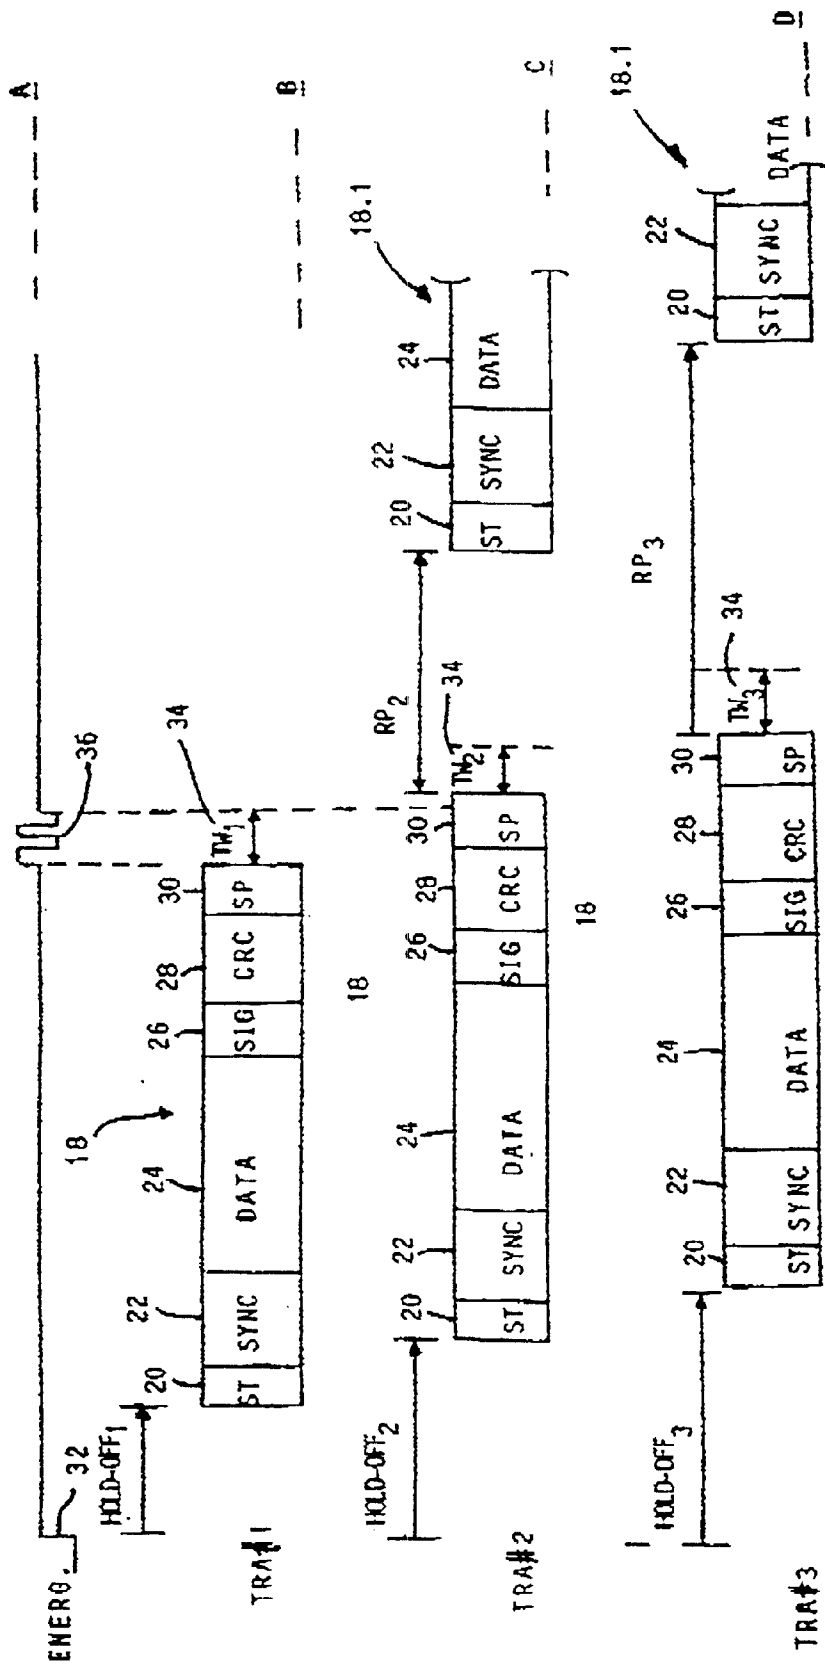 ENERG. 32 36 A
HOLD-OFF1 20 22 24 18 26 28 30 TW1 34
TRA#1 ST SYNC DATA SIG CRC SP B
18
HOLD-OFF2 20 22 24 26 28 30 TW2 34 RP2 20 22 24 18.1
TRA#2 ST SYNC DATA SIG CRC SP ST SYNC DATA C
18
HOLD-OFF3 20 22 24 26 28 30 TW3 34 RP3 20 22 18.1
TRA#3 ST SYNC DATA SIG CRC SP ST SYNC DATA D